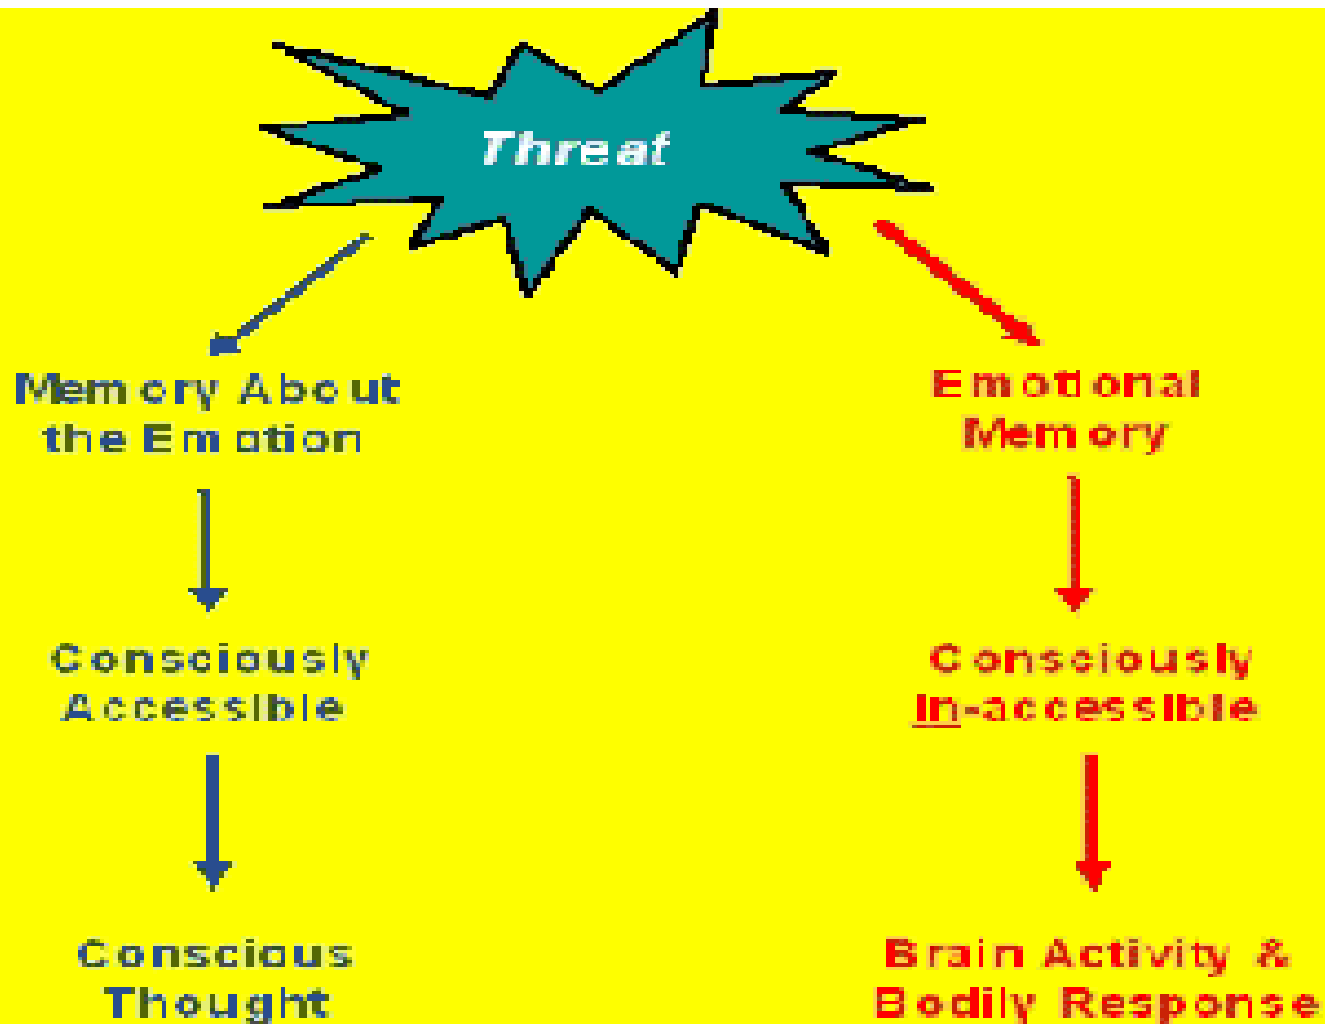 Threat
Memory About
the Emotion
Emotional
Memory
Consciously
Accessible
Consciously
In-accessible
Conscious
Thought
Brain Activity &
Bodily Response